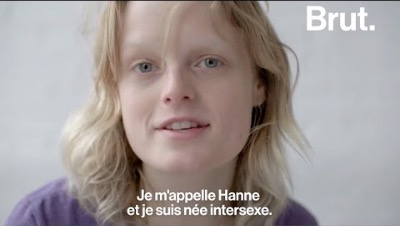 Brut.
Je m'appelle Hanne
et je suis née intersexe.